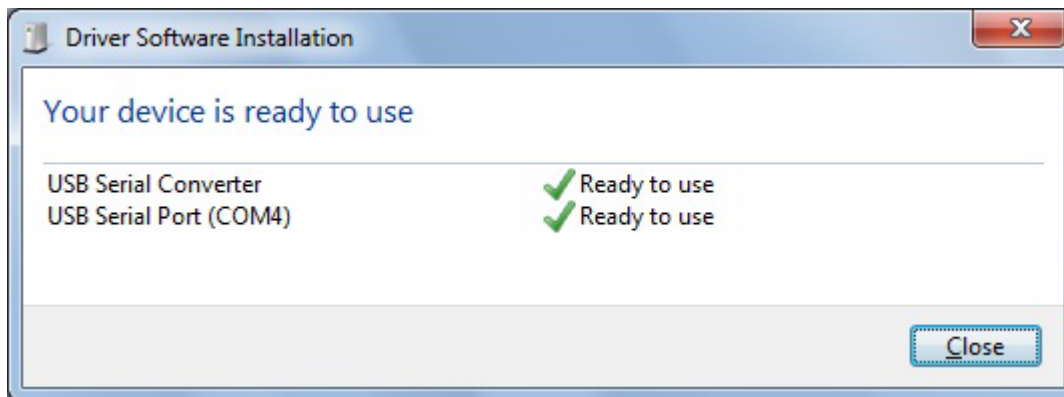 Driver Software Installation
Your device is ready to use
USB Serial Converter Ready to use
USB Serial Port (COM4) Ready to use
Close